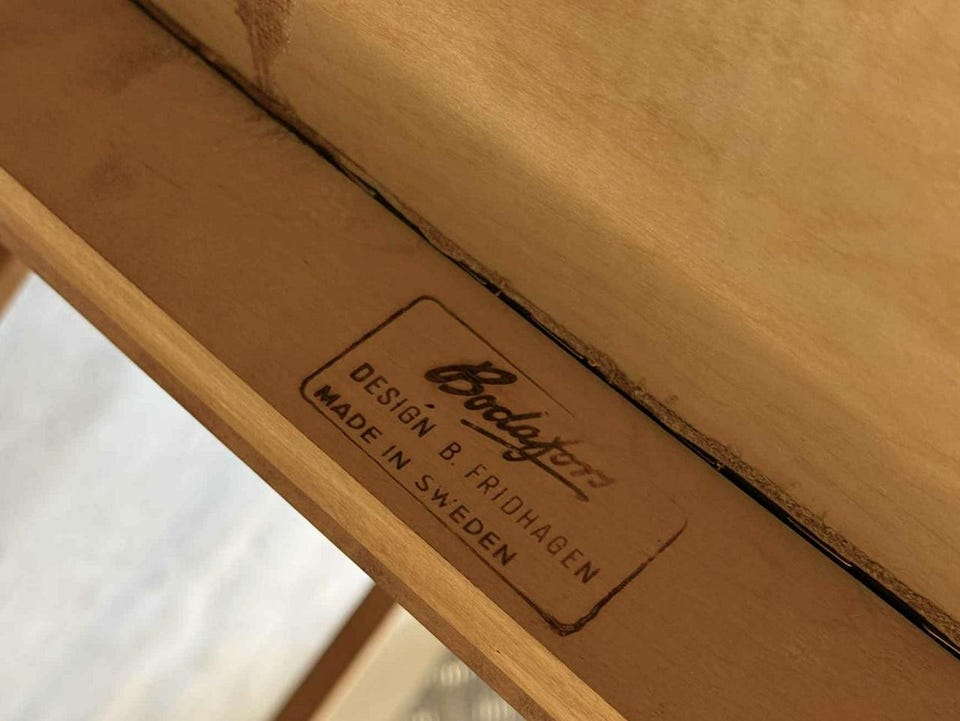 Bodafors
DESIGN B. FRIDHAGEN
MADE IN SWEDEN